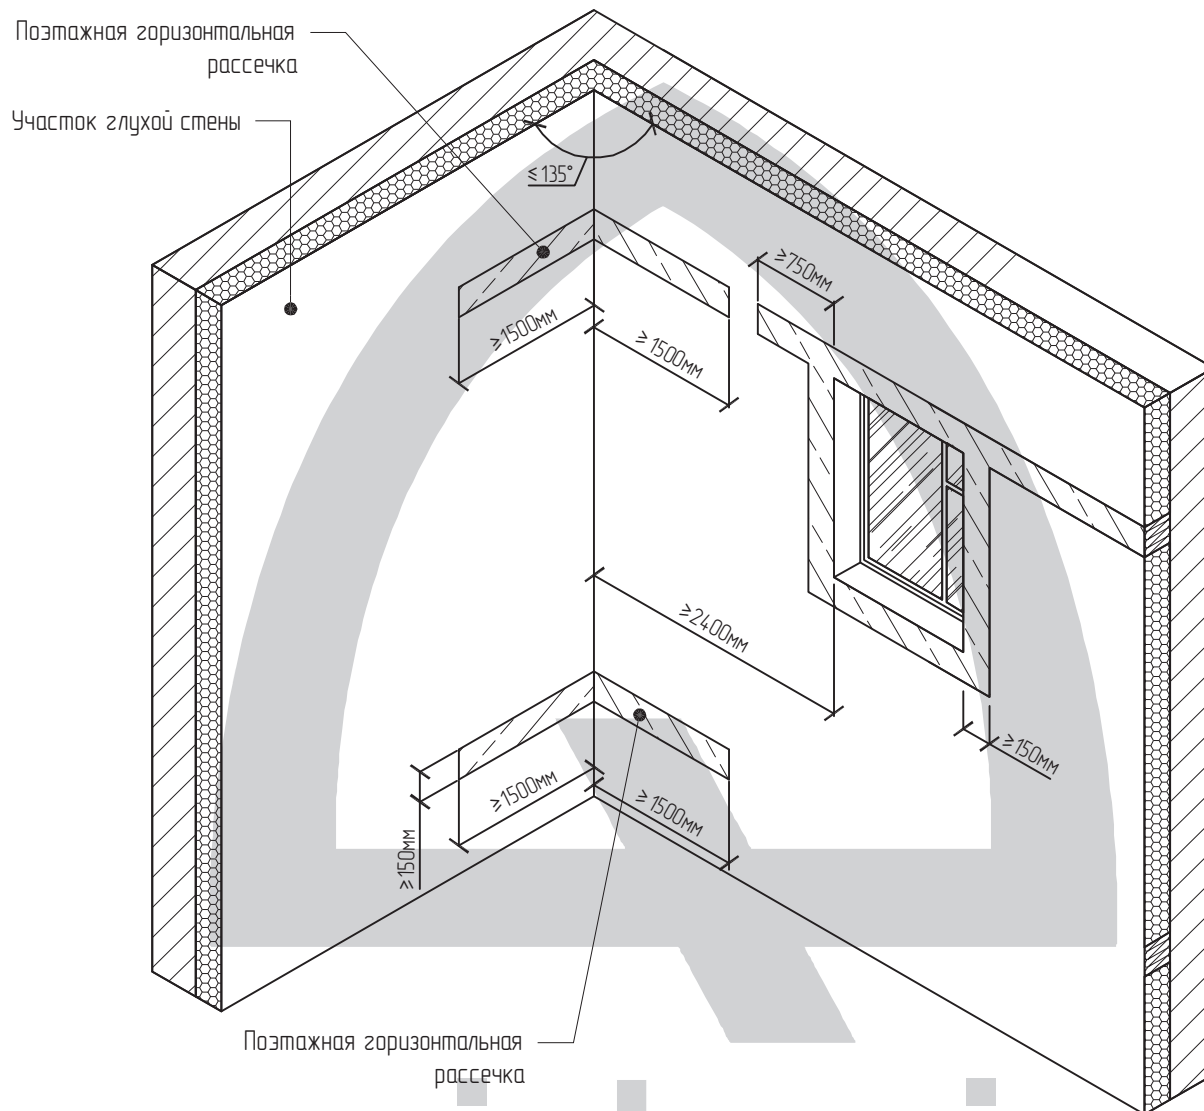 Поэтажная горизонтальная
рассечка
Участок глухой стены
≤135°
≥750мм
≥1500мм
≥1500мм
≥2400мм
≥150мм
≥1500мм
≥1500мм
≥150мм
Поэтажная горизонтальная
рассечка